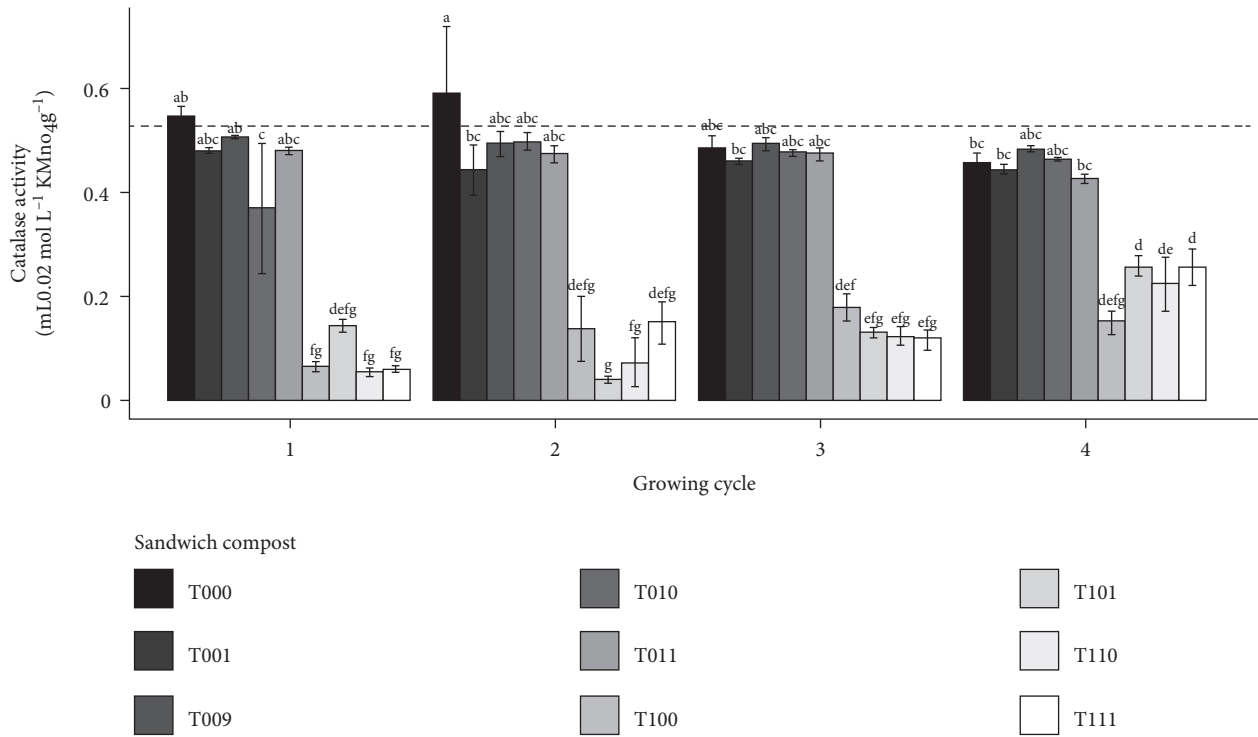 Catalase activity
(mL0.02 mol L⁻¹ KMno₄g⁻¹)
0.6
0.4
0.2
0
ab
abc
ab
c
abc
fg
defg
fg
fg
a
bc
abc
abc
abc
defg
g
fg
defg
abc
bc
abc
abc
abc
def
efg
efg
efg
bc
bc
abc
abc
bc
defg
d
de
d
1 2 3 4
Growing cycle
Sandwich compost
T000
T001
T009
T010
T011
T100
T101
T110
T111